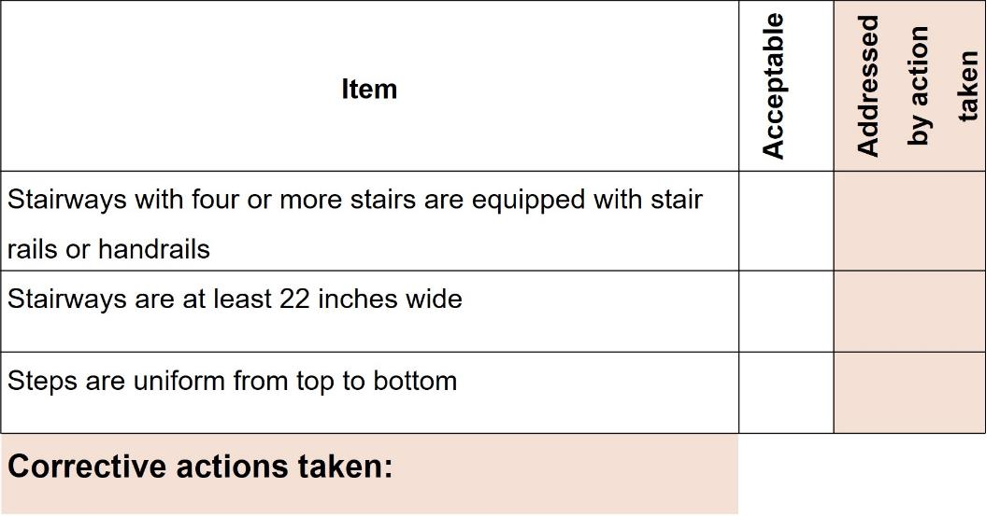 Item
Acceptable
Addressed
by action
taken
Stairways with four or more stairs are equipped with stair
rails or handrails
Stairways are at least 22 inches wide
Steps are uniform from top to bottom
Corrective actions taken: